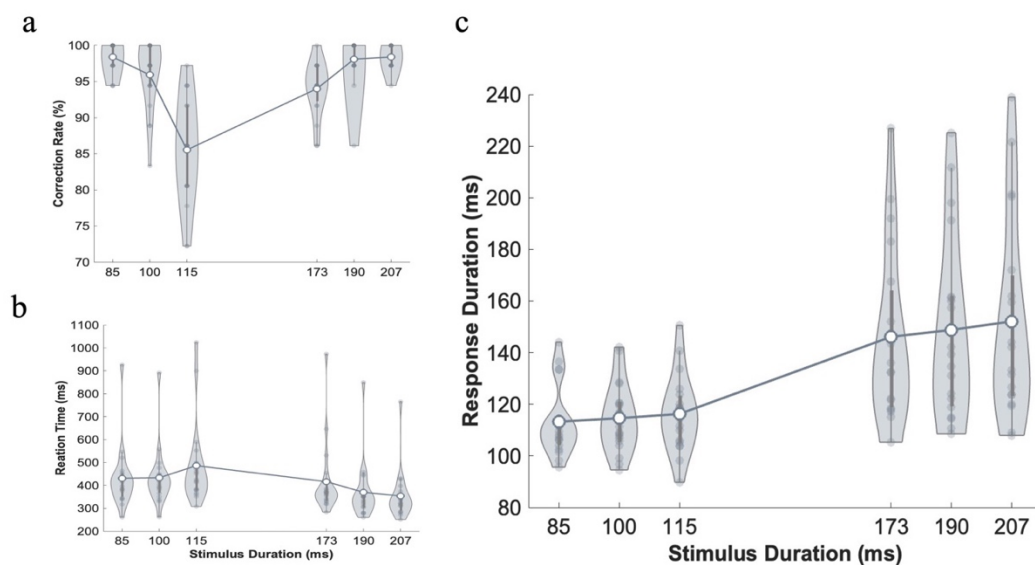 a
Correction Rate (%)
100
95
90
85
80
75
70
85 100 115 173 190 207
b
Reation Time (ms)
1100
1000
900
800
700
600
500
400
300
200
85 100 115 173 190 207
Stimulus Duration (ms)
c
Response Duration (ms)
240
220
200
180
160
140
120
100
80
85 100 115 173 190 207
Stimulus Duration (ms)